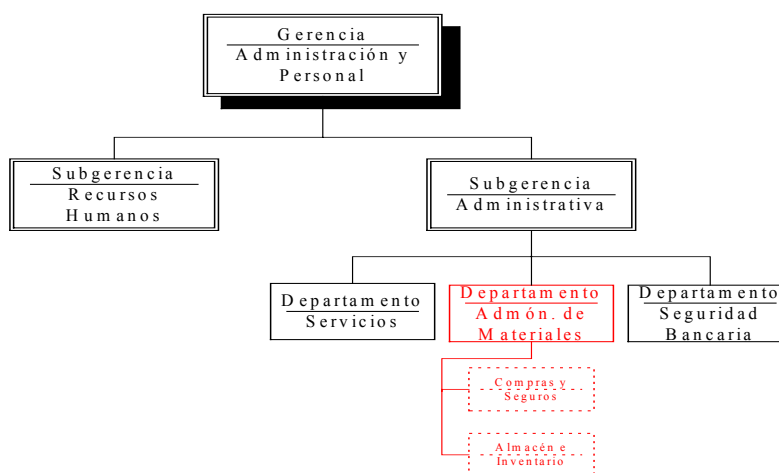 Gerencia
Administración y
Personal
Subgerencia
Recursos
Humanos
Subgerencia
Administrativa
Departamento
Servicios
Departamento
Admón. de
Materiales
Departamento
Seguridad
Bancaria
Compras y
Seguros
Almacén e
Inventario